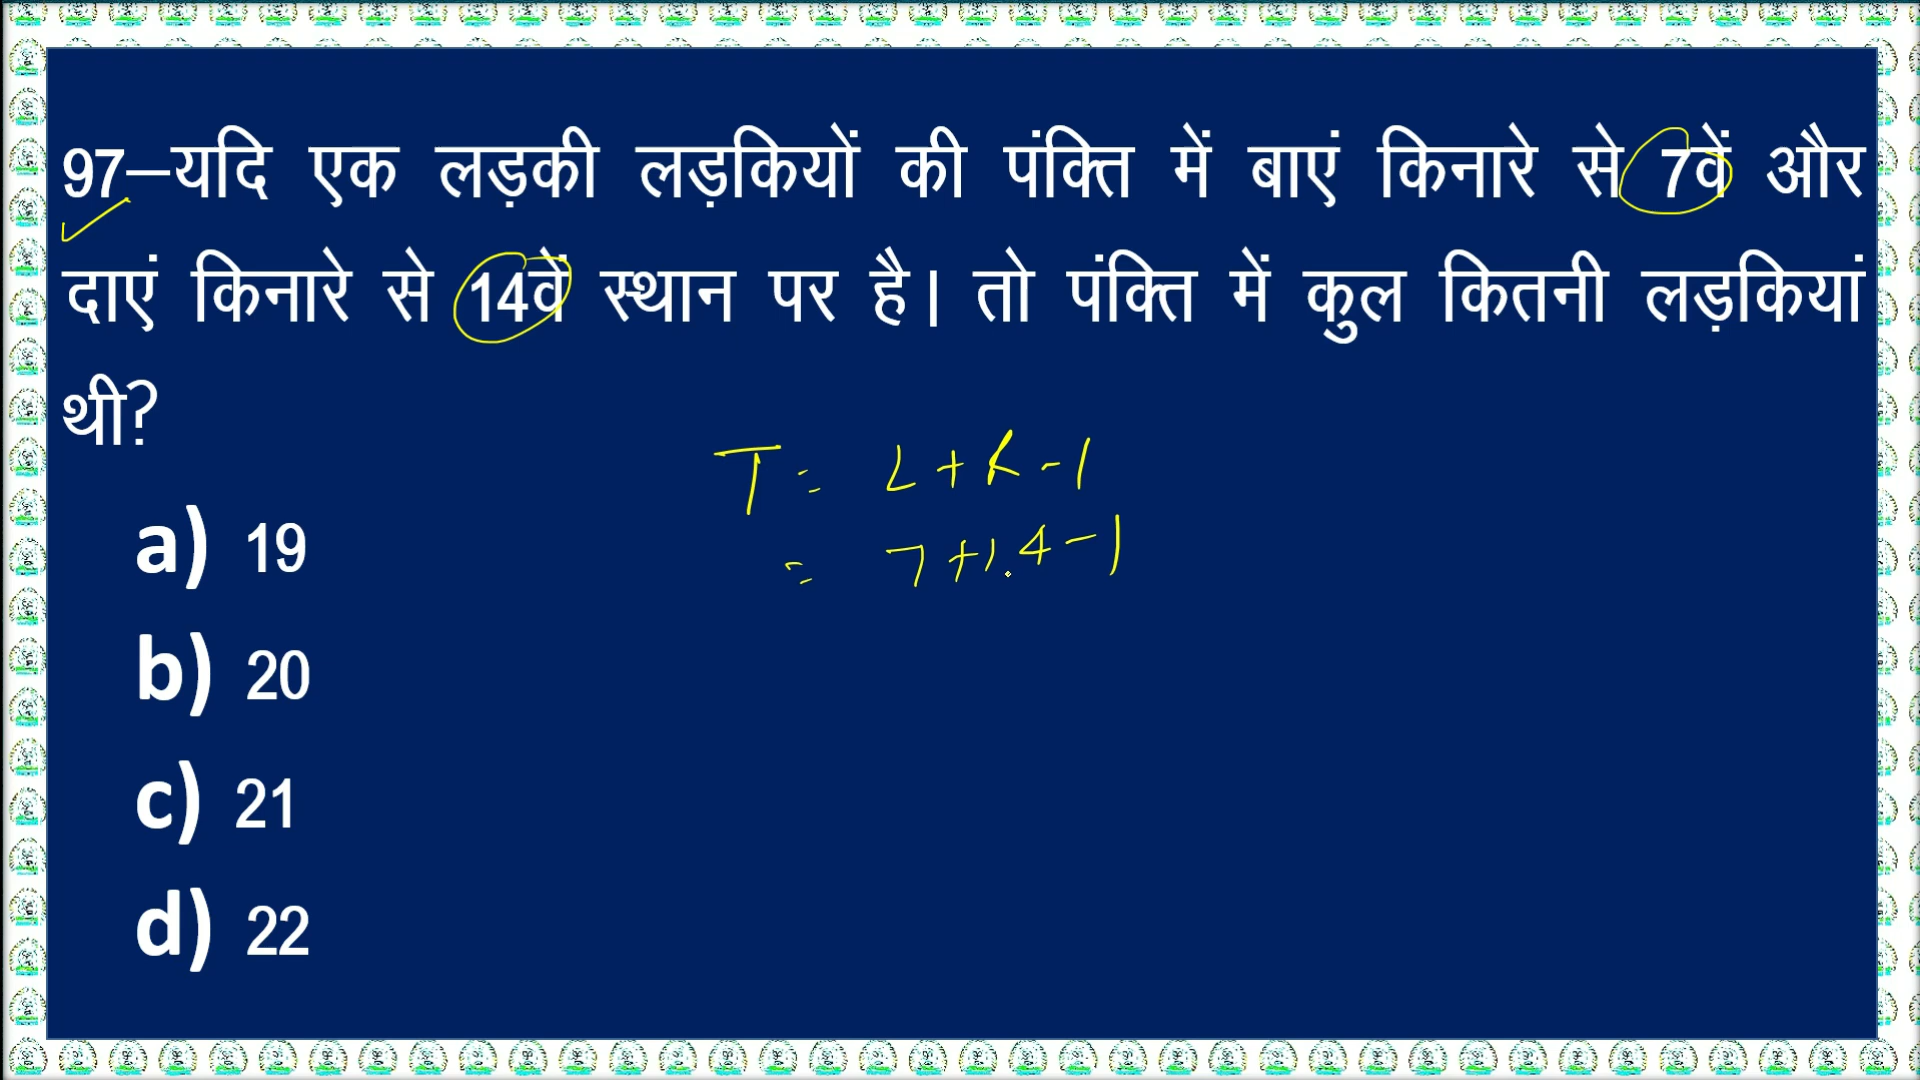 97–यदि एक लड़की लड़कियों की पंक्ति में बाएं किनारे से 7वें और
दाएं किनारे से 14वें स्थान पर है। तो पंक्ति में कुल कितनी लड़कियां
थी?
T = L + R - 1
= 7 + 14 - 1
a) 19
b) 20
c) 21
d) 22